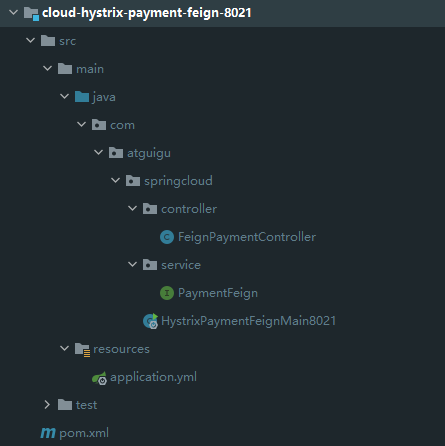 cloud-hystrix-payment-feign-8021
src
main
java
com
atguigu
springcloud
controller
FeignPaymentController
service
PaymentFeign
HystrixPaymentFeignMain8021
resources
application.yml
test
pom.xml